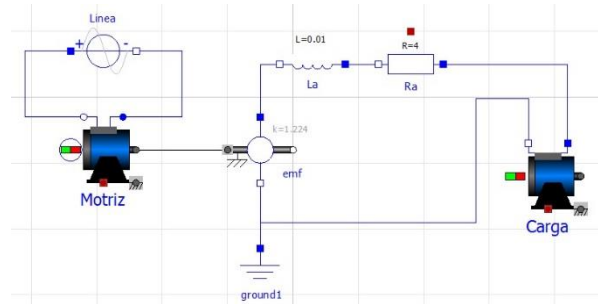 Linea
+ -
L=0.01
R=4
La
Ra
k=1.224
emf
Motriz
Carga
ground1